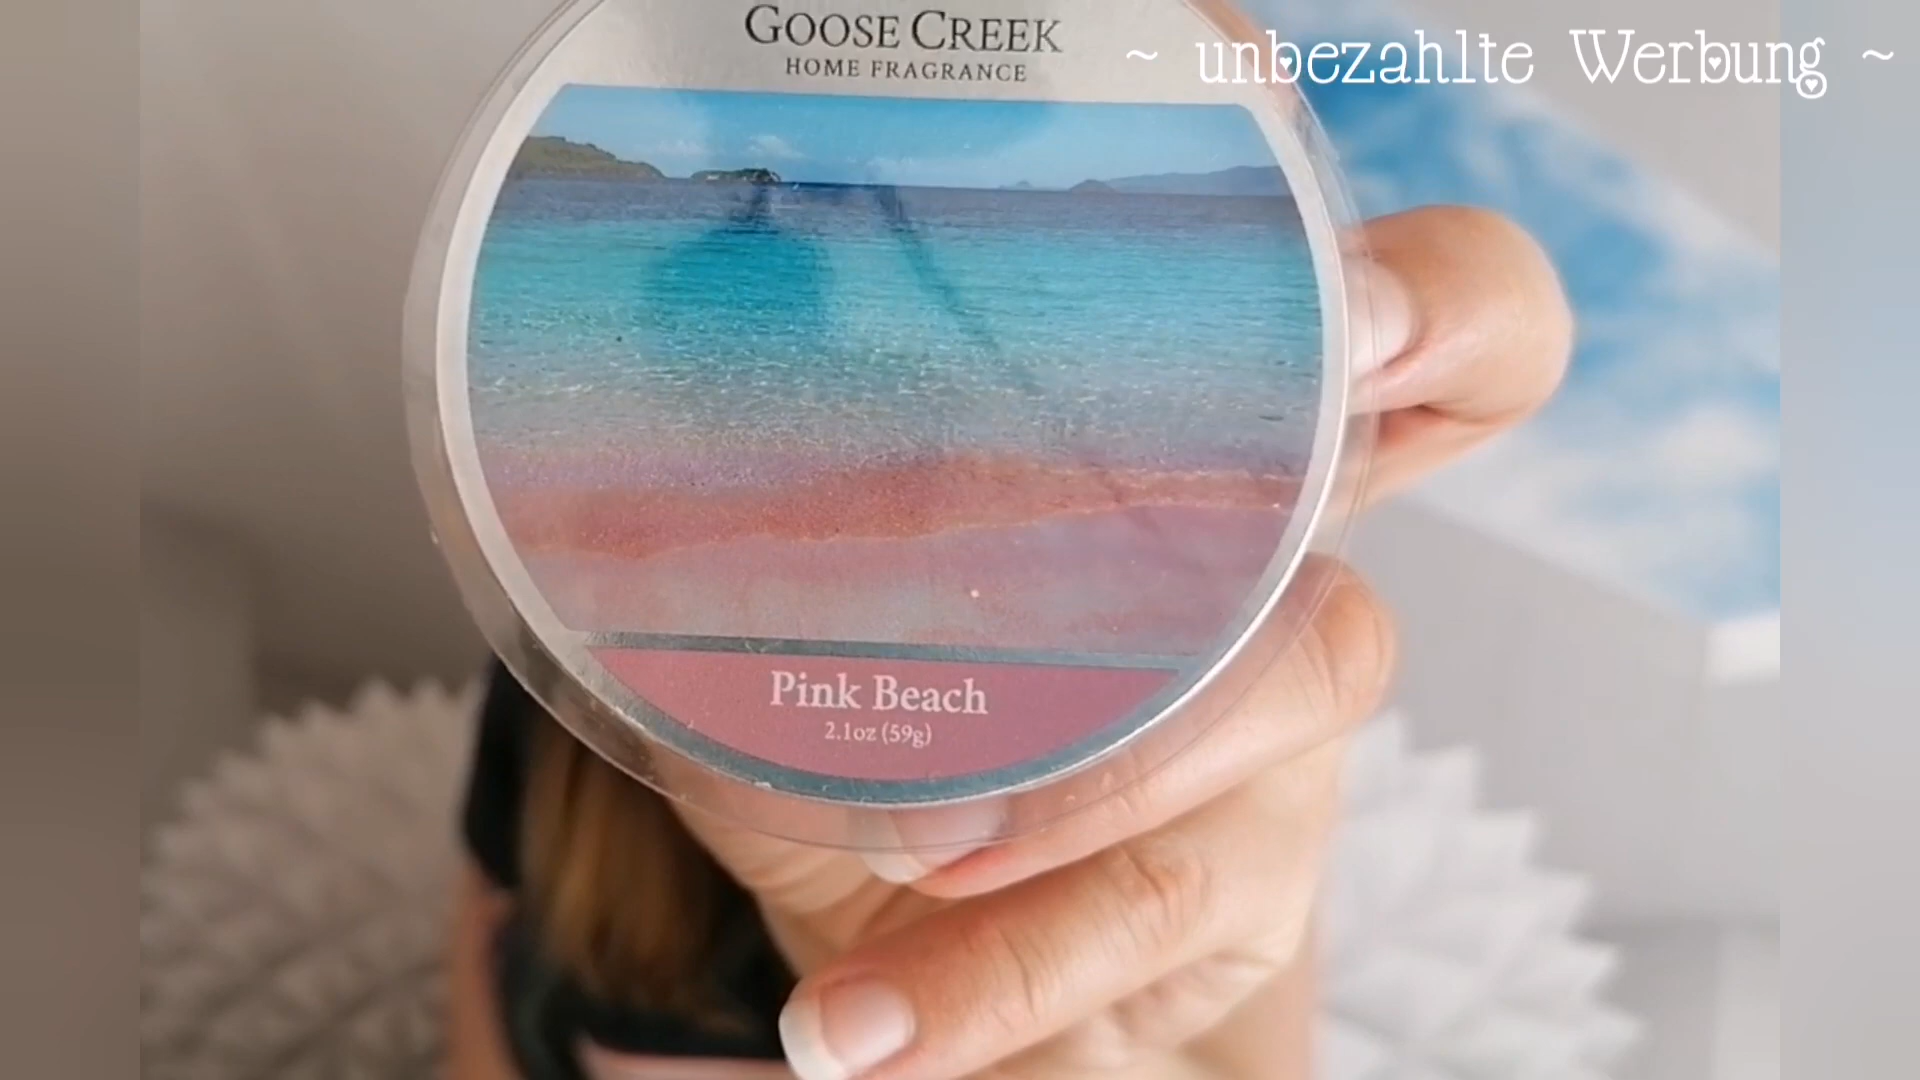 GOOSE CREEK
HOME FRAGRANCE
~ unbezahlte Werbung ~
Pink Beach
2.1oz (59g)